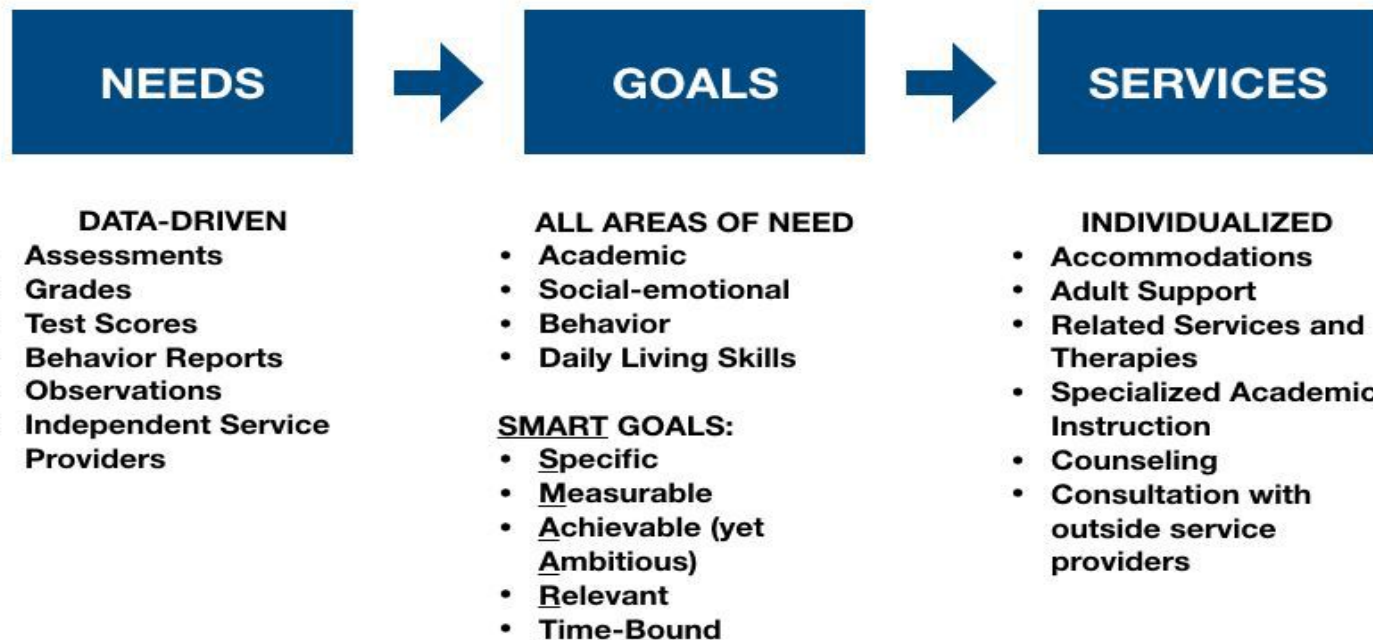 NEEDS
GOALS
SERVICES
DATA-DRIVEN
Assessments
Grades
Test Scores
Behavior Reports
Observations
Independent Service
Providers
ALL AREAS OF NEED
• Academic
• Social-emotional
• Behavior
• Daily Living Skills
SMART GOALS:
• Specific
• Measurable
• Achievable (yet
Ambitious)
• Relevant
• Time-Bound
INDIVIDUALIZED
• Accommodations
• Adult Support
• Related Services and
Therapies
• Specialized Academic
Instruction
• Counseling
• Consultation with
outside service
providers